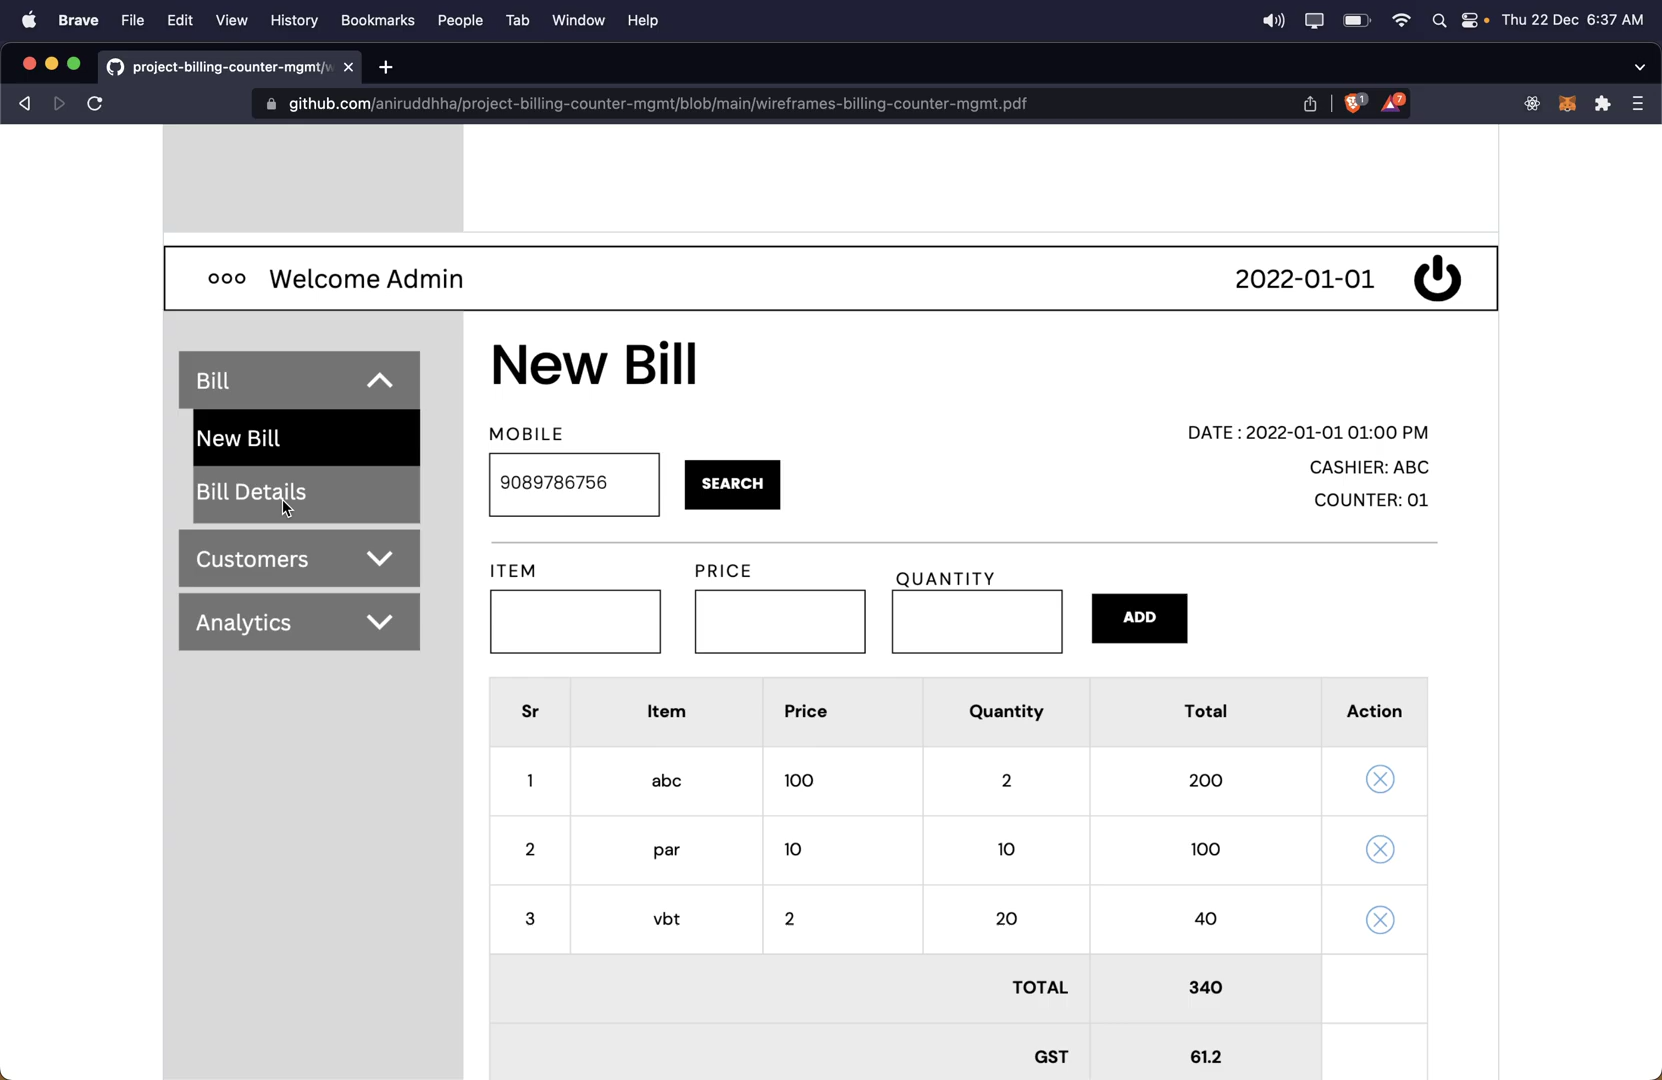 Brave File Edit View History Bookmarks People Tab Window Help Thu 22 Dec 6:37 AM
project-billing-counter-mgmt/w
github.com/aniruddhha/project-billing-counter-mgmt/blob/main/wireframes-billing-counter-mgmt.pdf 1 7
Welcome Admin 2022-01-01
Bill
New Bill
Bill Details
Customers
Analytics
New Bill
MOBILE
9089786756 SEARCH
DATE : 2022-01-01 01:00 PM
CASHIER: ABC
COUNTER: 01
ITEM PRICE QUANTITY
ADD
Sr Item Price Quantity Total Action
1 abc 100 2 200
2 par 10 10 100
3 vbt 2 20 40
TOTAL 340
GST 61.2